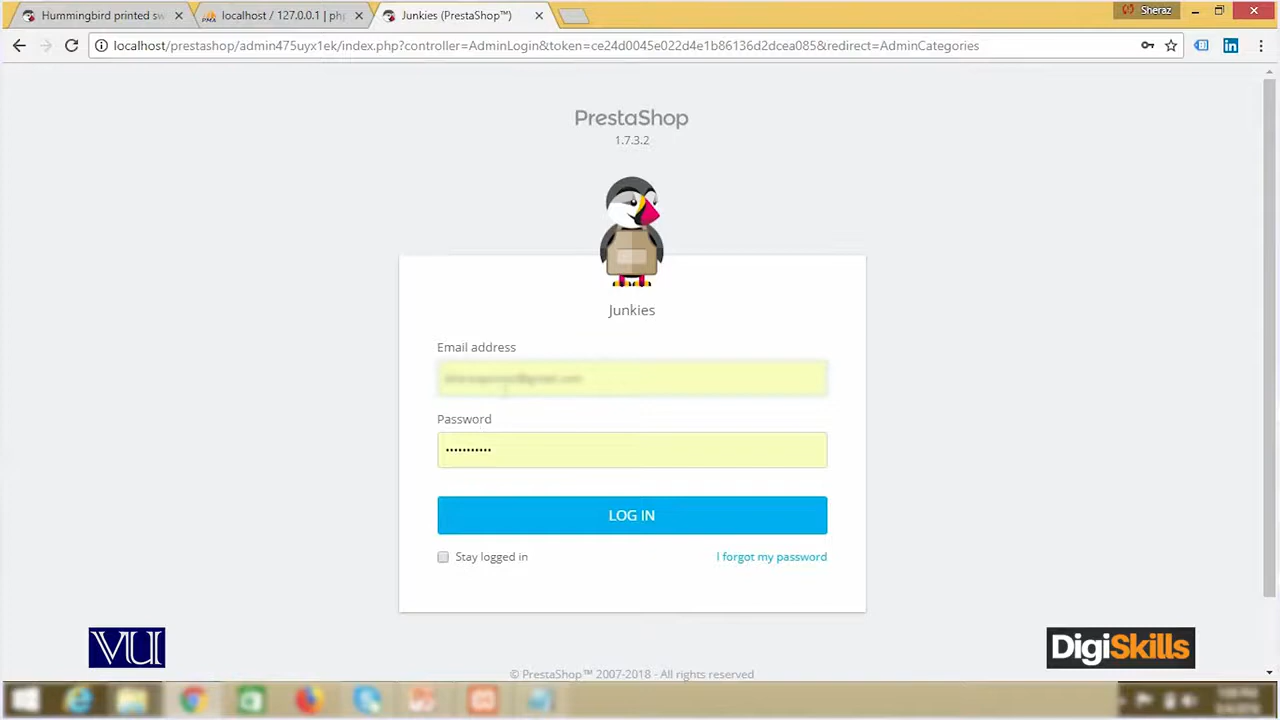 Hummingbird printed sw
localhost / 127.0.0.1 | php
Junkies (PrestaShop™)
Sheraz
localhost/prestashop/admin475uyx1ek/index.php?controller=AdminLogin&token=ce24d0045e022d4e1b86136d2dcea085&redirect=AdminCategories
PrestaShop
1.7.3.2
Junkies
Email address
Password
LOG IN
Stay logged in
I forgot my password
VU
DigiSkills
© PrestaShop™ 2007-2018 - All rights reserved